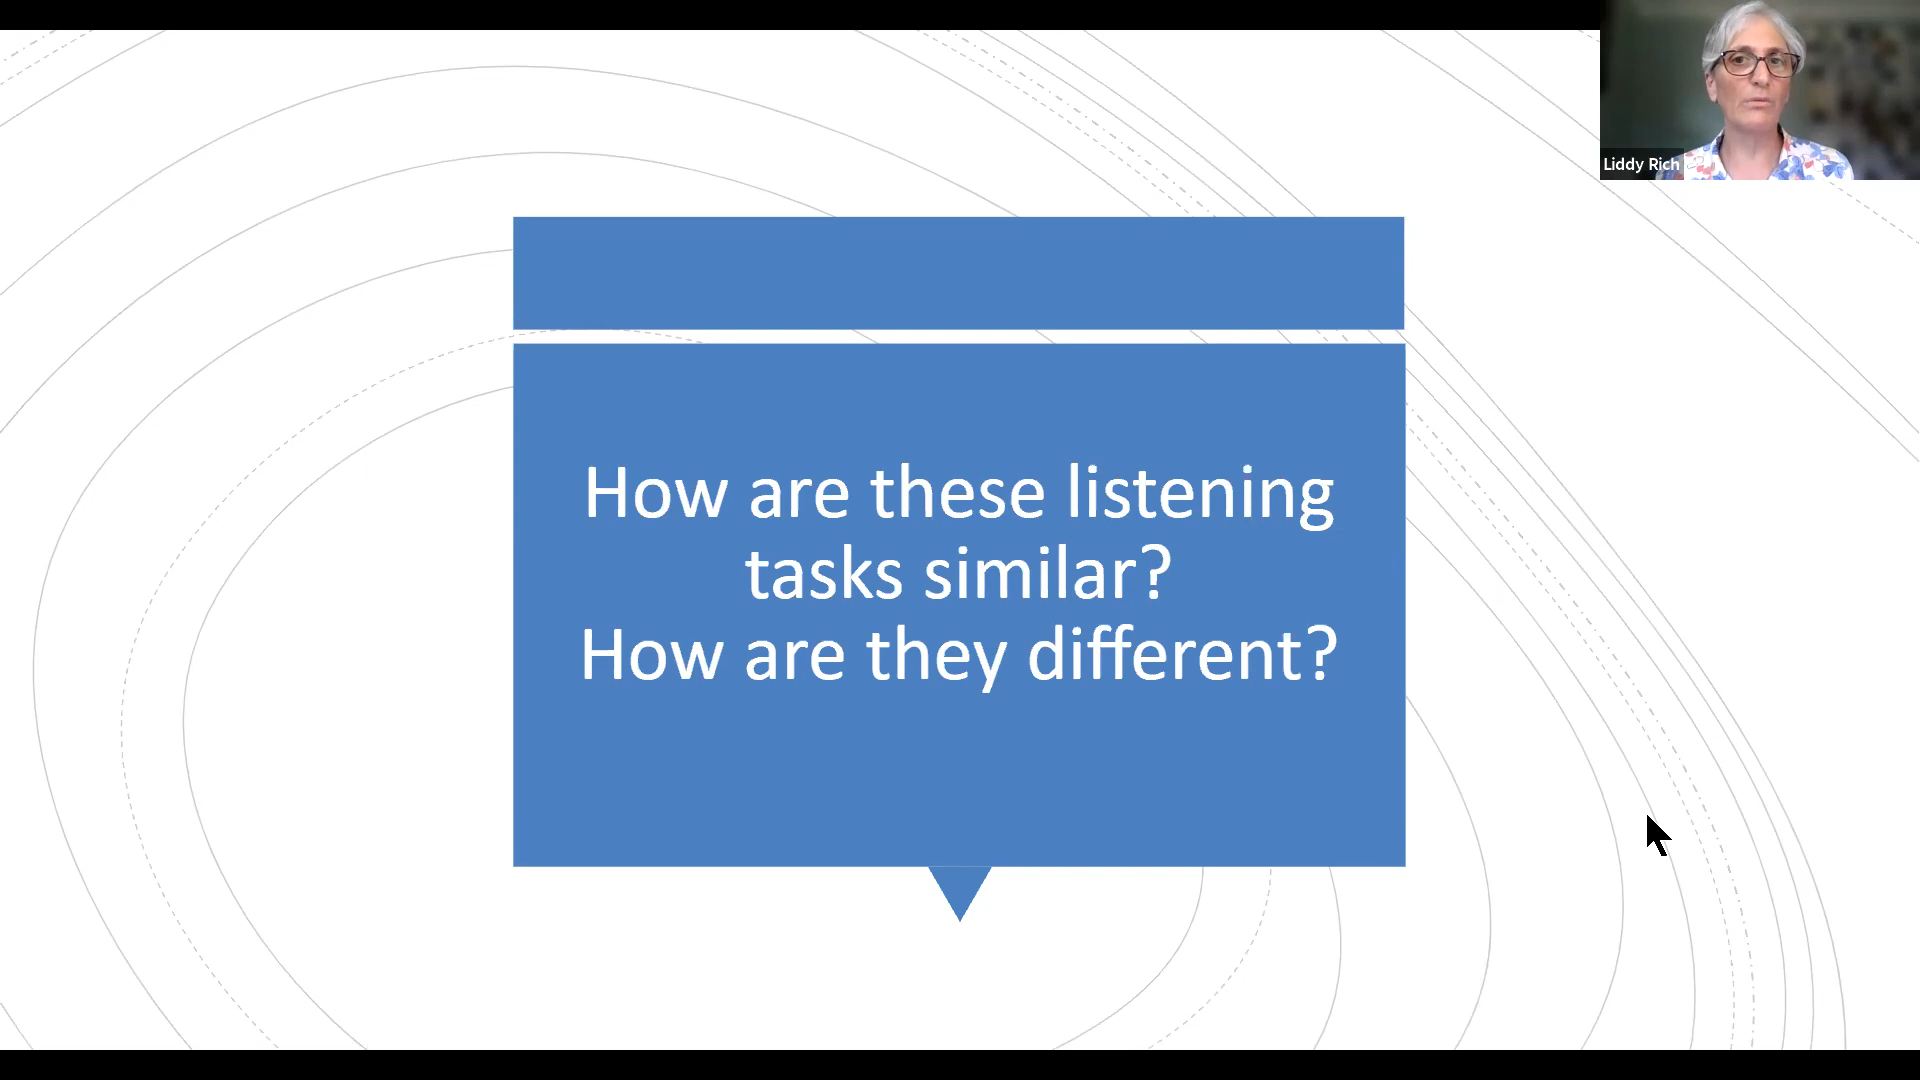 Liddy Rich
How are these listening
tasks similar?
How are they different?